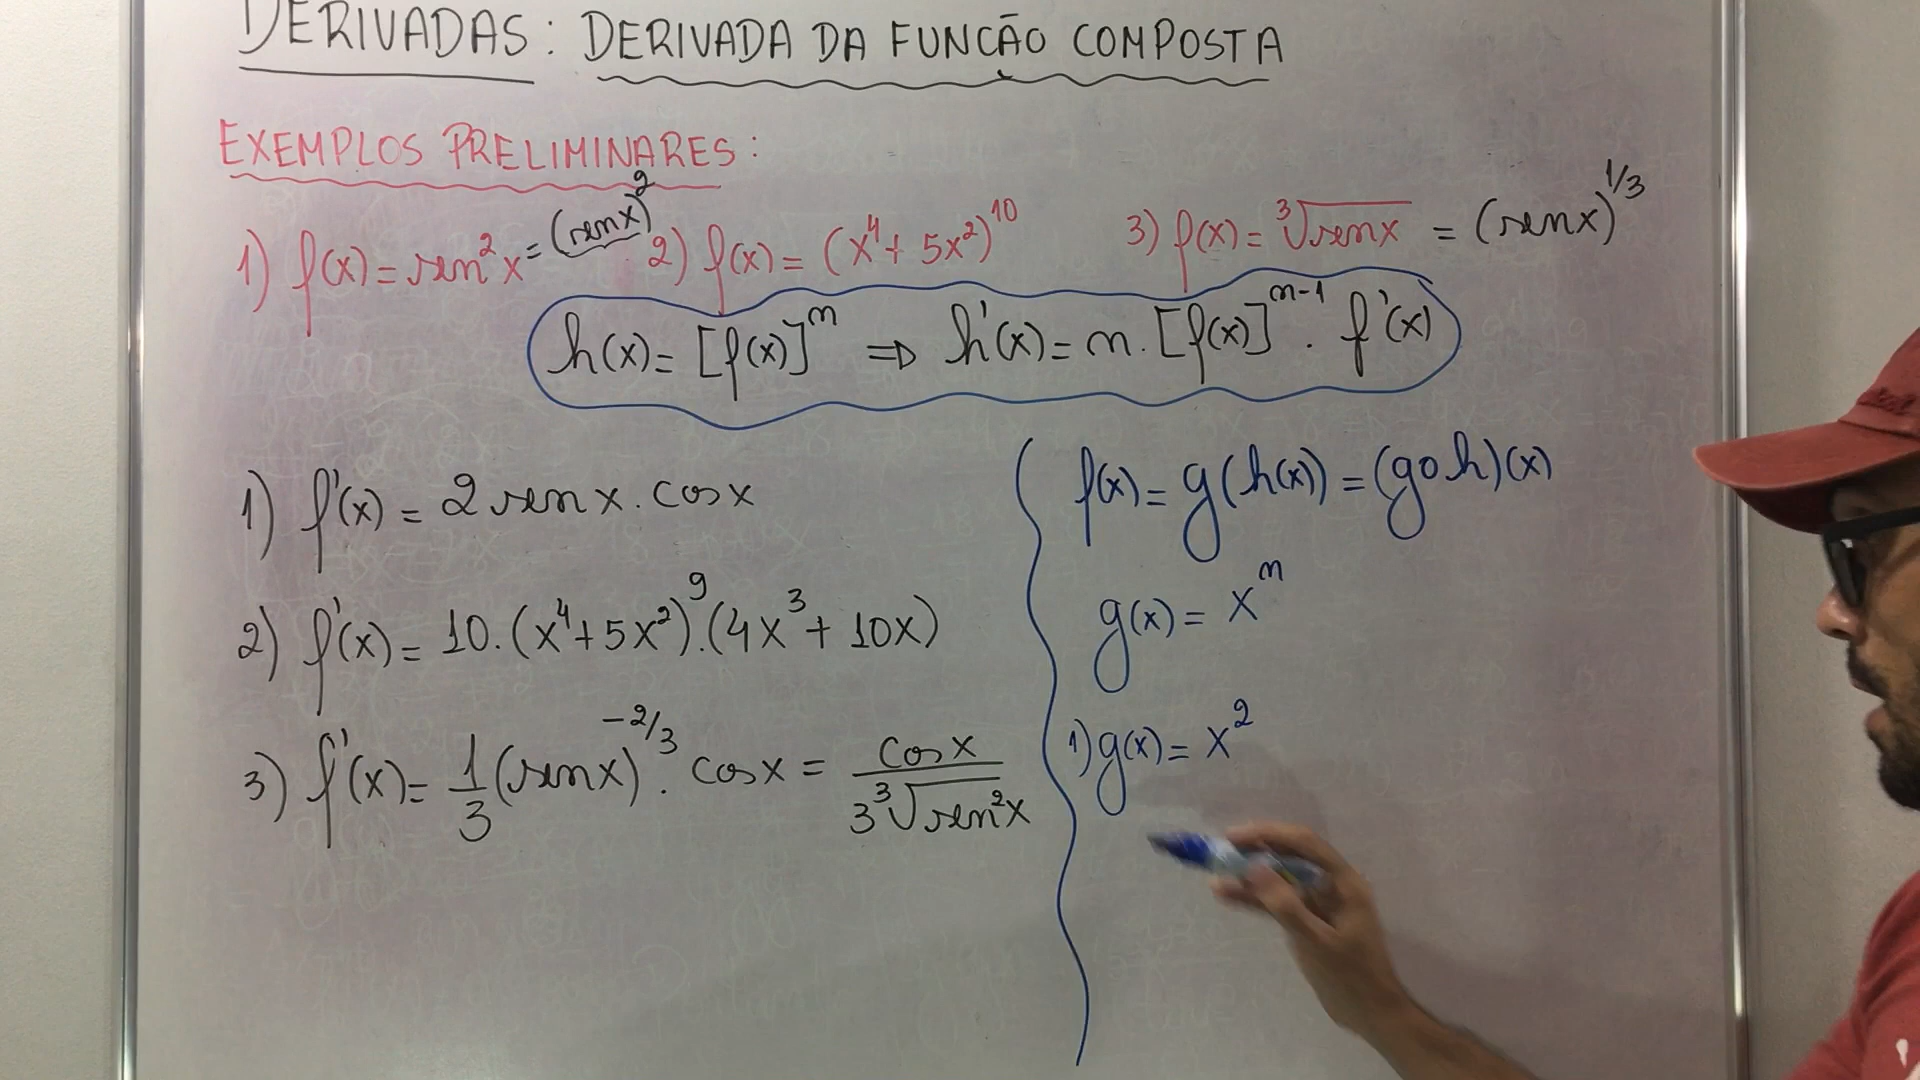 DERIVADAS: DERIVADA DA FUNÇÃO COMPOSTA
EXEMPLOS PRELIMINARES:
1) f(x) = sen²x = (senx)² 2) f(x) = (x⁴ + 5x²)¹⁰ 3) f(x) = ∛senx = (senx)^1/3
h(x) = [f(x)]ⁿ ⇒ h'(x) = n.[f(x)]ⁿ⁻¹ . f'(x)
1) f'(x) = 2 senx . cosx
2) f'(x) = 10.(x⁴+5x²)⁹.(4x³+10x)
3) f'(x) = 1/3 (senx)^-2/3 . cosx = cosx / 3∛sen²x
f(x) = g(h(x)) = (goh)(x)
g(x) = xⁿ
1) g(x) = x²